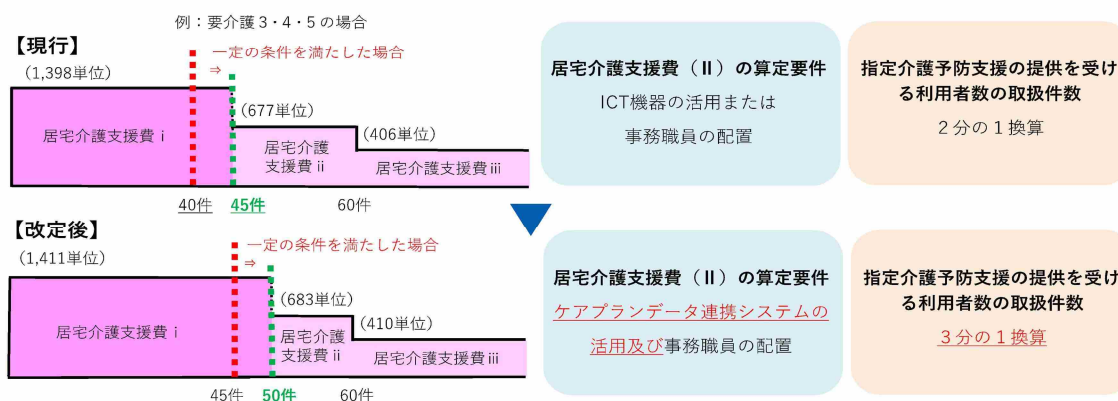 例：要介護３・４・５の場合
【現行】
一定の条件を満たした場合
⇒
（1,398単位）
（677単位）
（406単位）
居宅介護支援費ⅰ
居宅介護
支援費ⅱ
居宅介護支援費ⅲ
40件
45件
60件
居宅介護支援費（Ⅱ）の算定要件
ICT機器の活用または
事務職員の配置
指定介護予防支援の提供を受け
る利用者数の取扱件数
２分の１換算
【改定後】
一定の条件を満たした場合
⇒
（1,411単位）
（683単位）
（410単位）
居宅介護支援費ⅰ
居宅介護
支援費ⅱ
居宅介護支援費ⅲ
45件
50件
60件
居宅介護支援費（Ⅱ）の算定要件
ケアプランデータ連携システムの
活用及び事務職員の配置
指定介護予防支援の提供を受け
る利用者数の取扱件数
３分の１換算